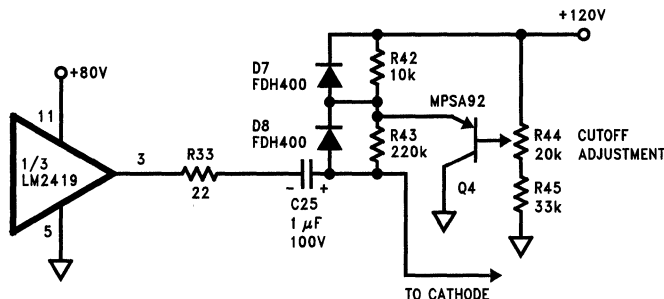 +120V
+80V
11
1/3
LM2419
5
3
R33
22
− +
C25
1 μF
100V
D7
FDH400
D8
FDH400
R42
10k
R43
220k
MPSA92
Q4
R44
20k
CUTOFF
ADJUSTMENT
R45
33k
TO CATHODE